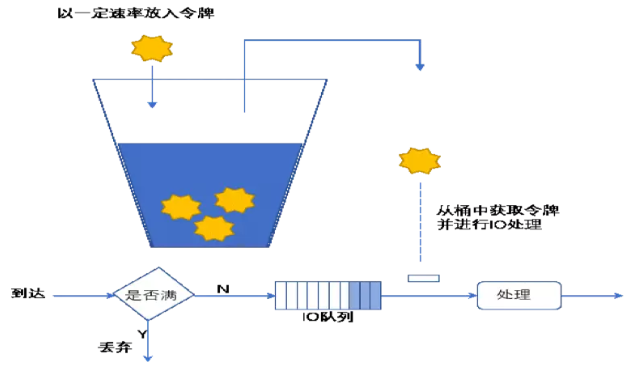 以一定速率放入令牌
从桶中获取令牌
并进行IO处理
到达
是否满
N
IO队列
处理
Y
丢弃